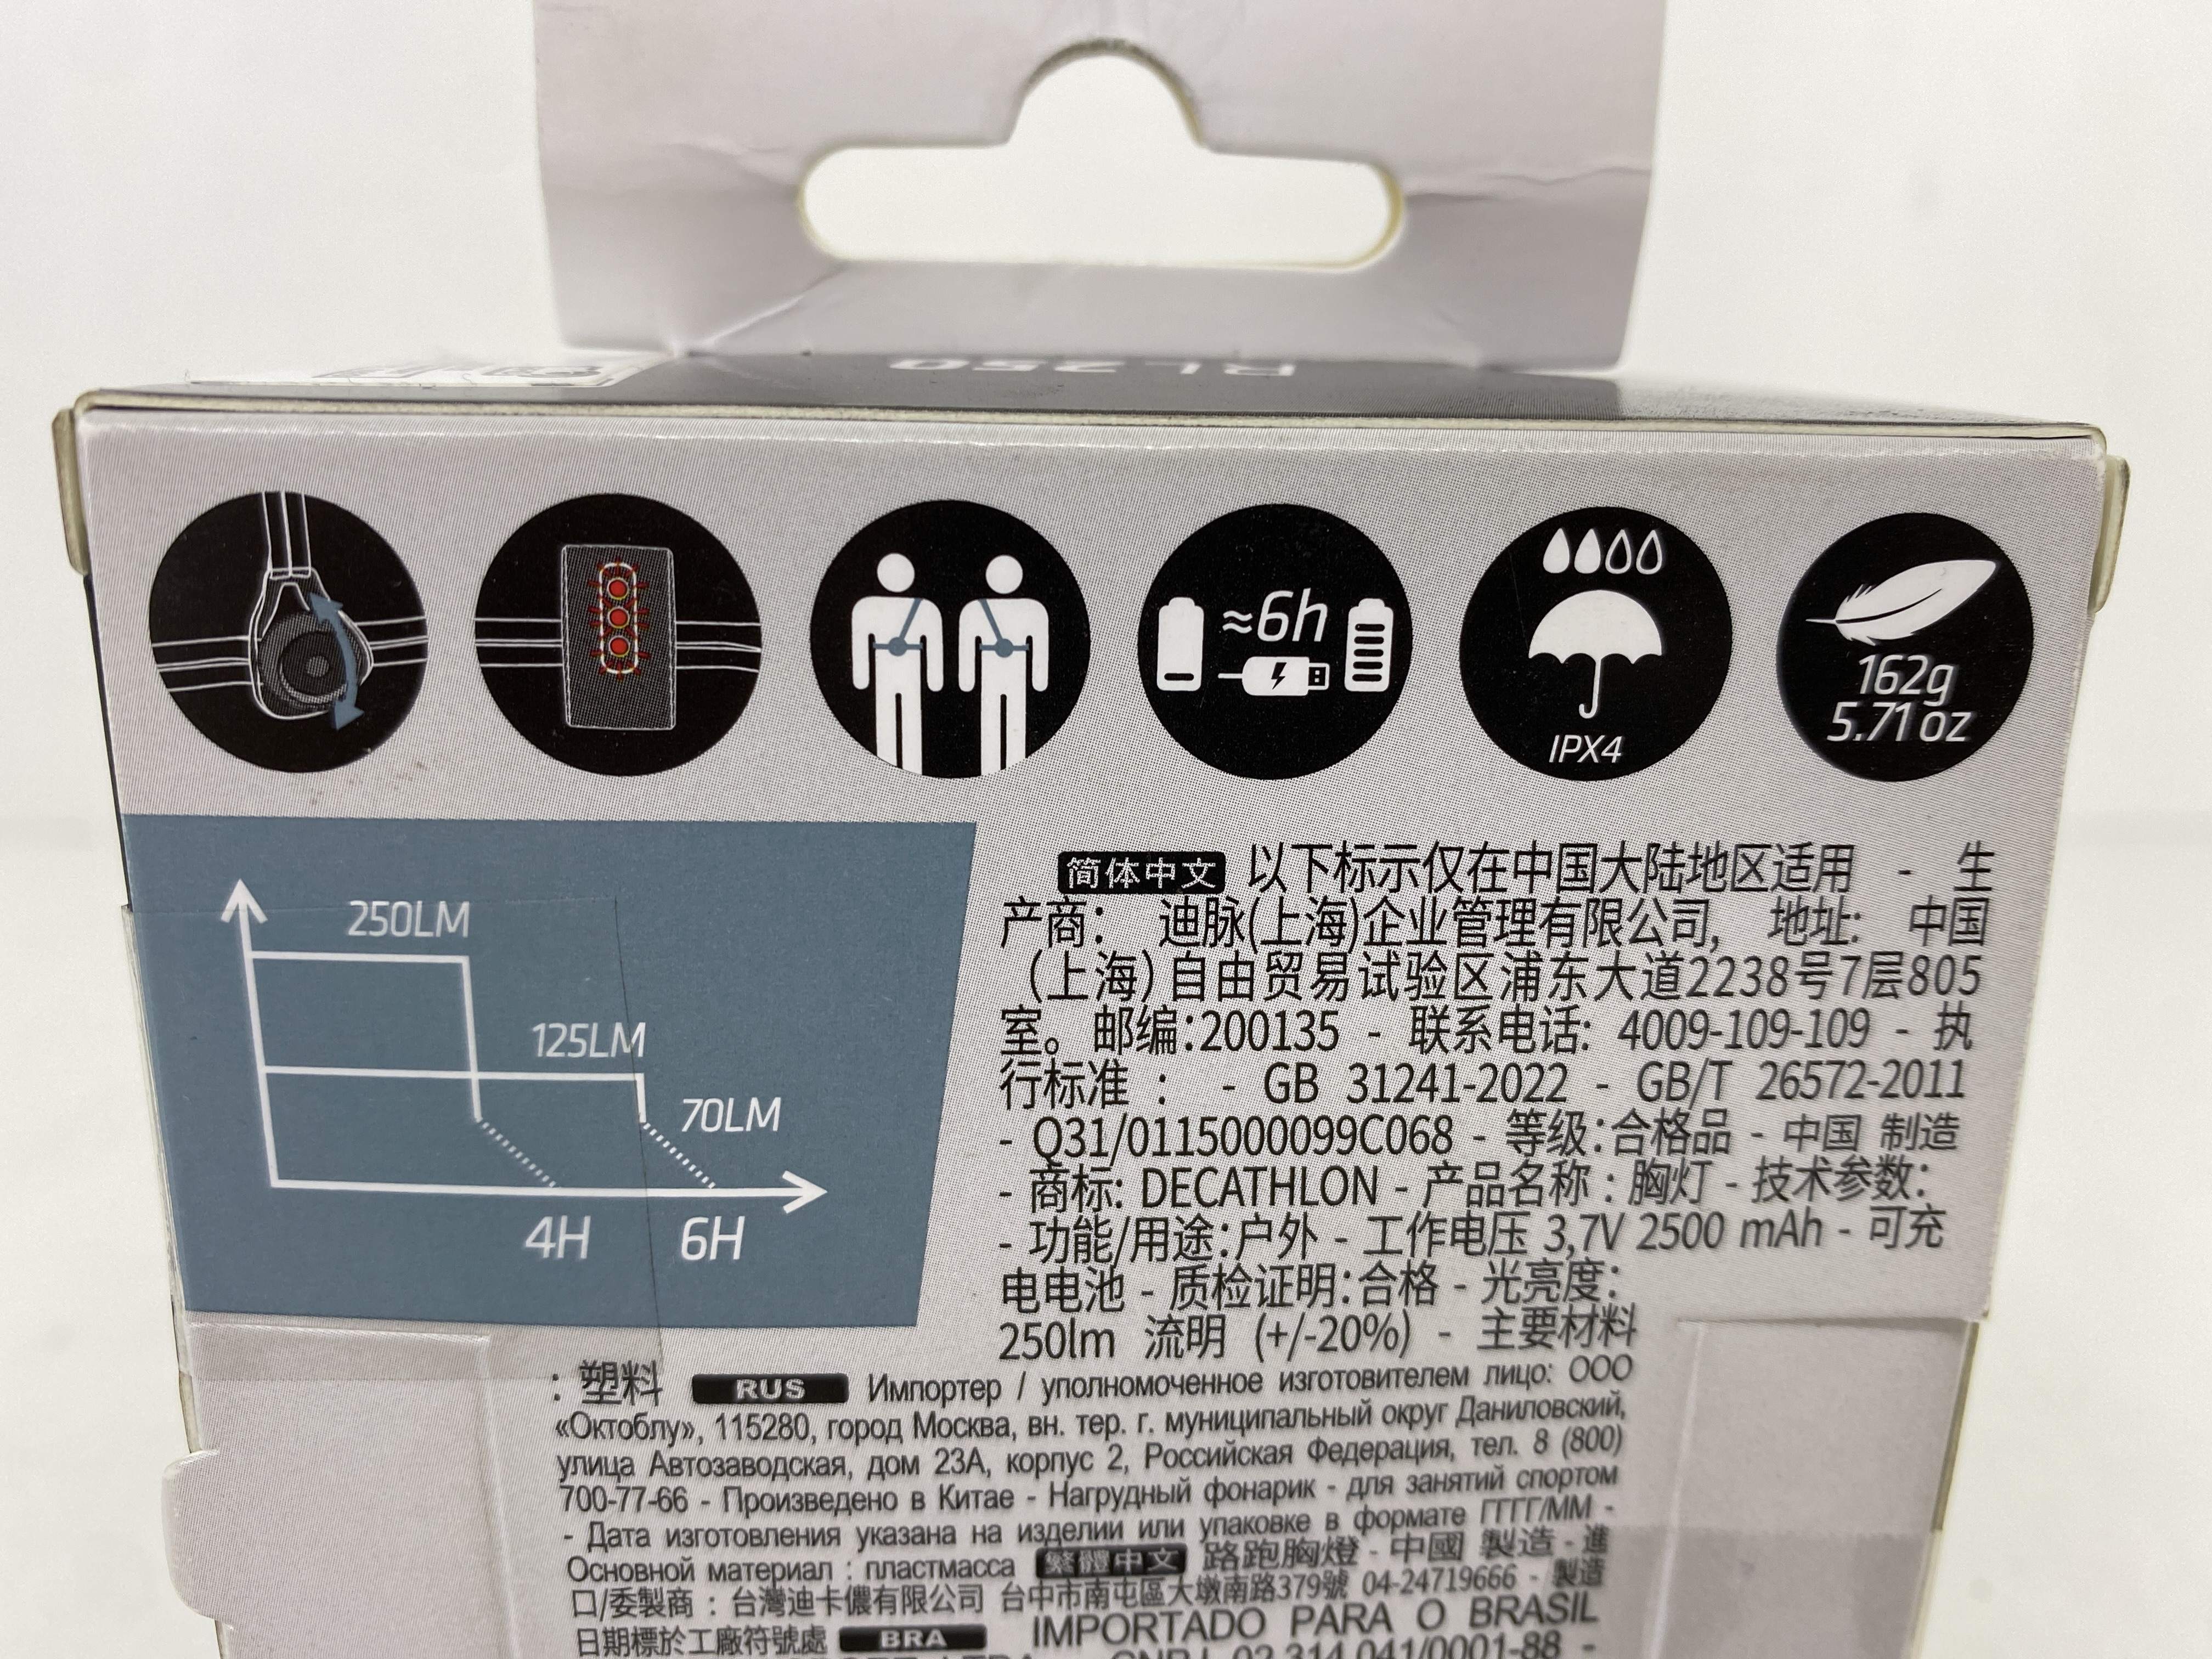 RL 250
≈6h
IPX4
162g
5.71 oz
250LM
125LM
70LM
4H 6H
简体中文 以下标示仅在中国大陆地区适用 - 生
产商： 迪脉(上海)企业管理有限公司, 地址: 中国
（上海）自由贸易试验区浦东大道2238号7层805
室。邮编:200135 - 联系电话: 4009-109-109 - 执
行标准 : - GB 31241-2022 - GB/T 26572-2011
- Q31/0115000099C068 - 等级:合格品 - 中国 制造
- 商标: DECATHLON - 产品名称 : 胸灯 - 技术参数:
- 功能/用途:户外 - 工作电压 3,7V 2500 mAh - 可充
电电池 - 质检证明:合格 - 光亮度:
250lm 流明 (+/-20%) - 主要材料
: 塑料 RUS Импортер / уполномоченное изготовителем лицо: ООО
«Октоблу», 115280, город Москва, вн. тер. г. муниципальный округ Даниловский,
улица Автозаводская, дом 23А, корпус 2, Российская Федерация, тел. 8 (800)
700-77-66 - Произведено в Китае - Нагрудный фонарик - для занятий спортом
- Дата изготовления указана на изделии или упаковке в формате ГГГГ/ММ -
Основной материал : пластмасса 繁體中文 路跑胸燈 - 中國 製造 - 進
口/委製商 : 台灣迪卡儂有限公司 台中市南屯區大墩南路379號 04-24719666 - 製造
日期標於工廠符號處 BRA IMPORTADO PARA O BRASIL
LTDA CNPJ 02.314.041/0001-88 -